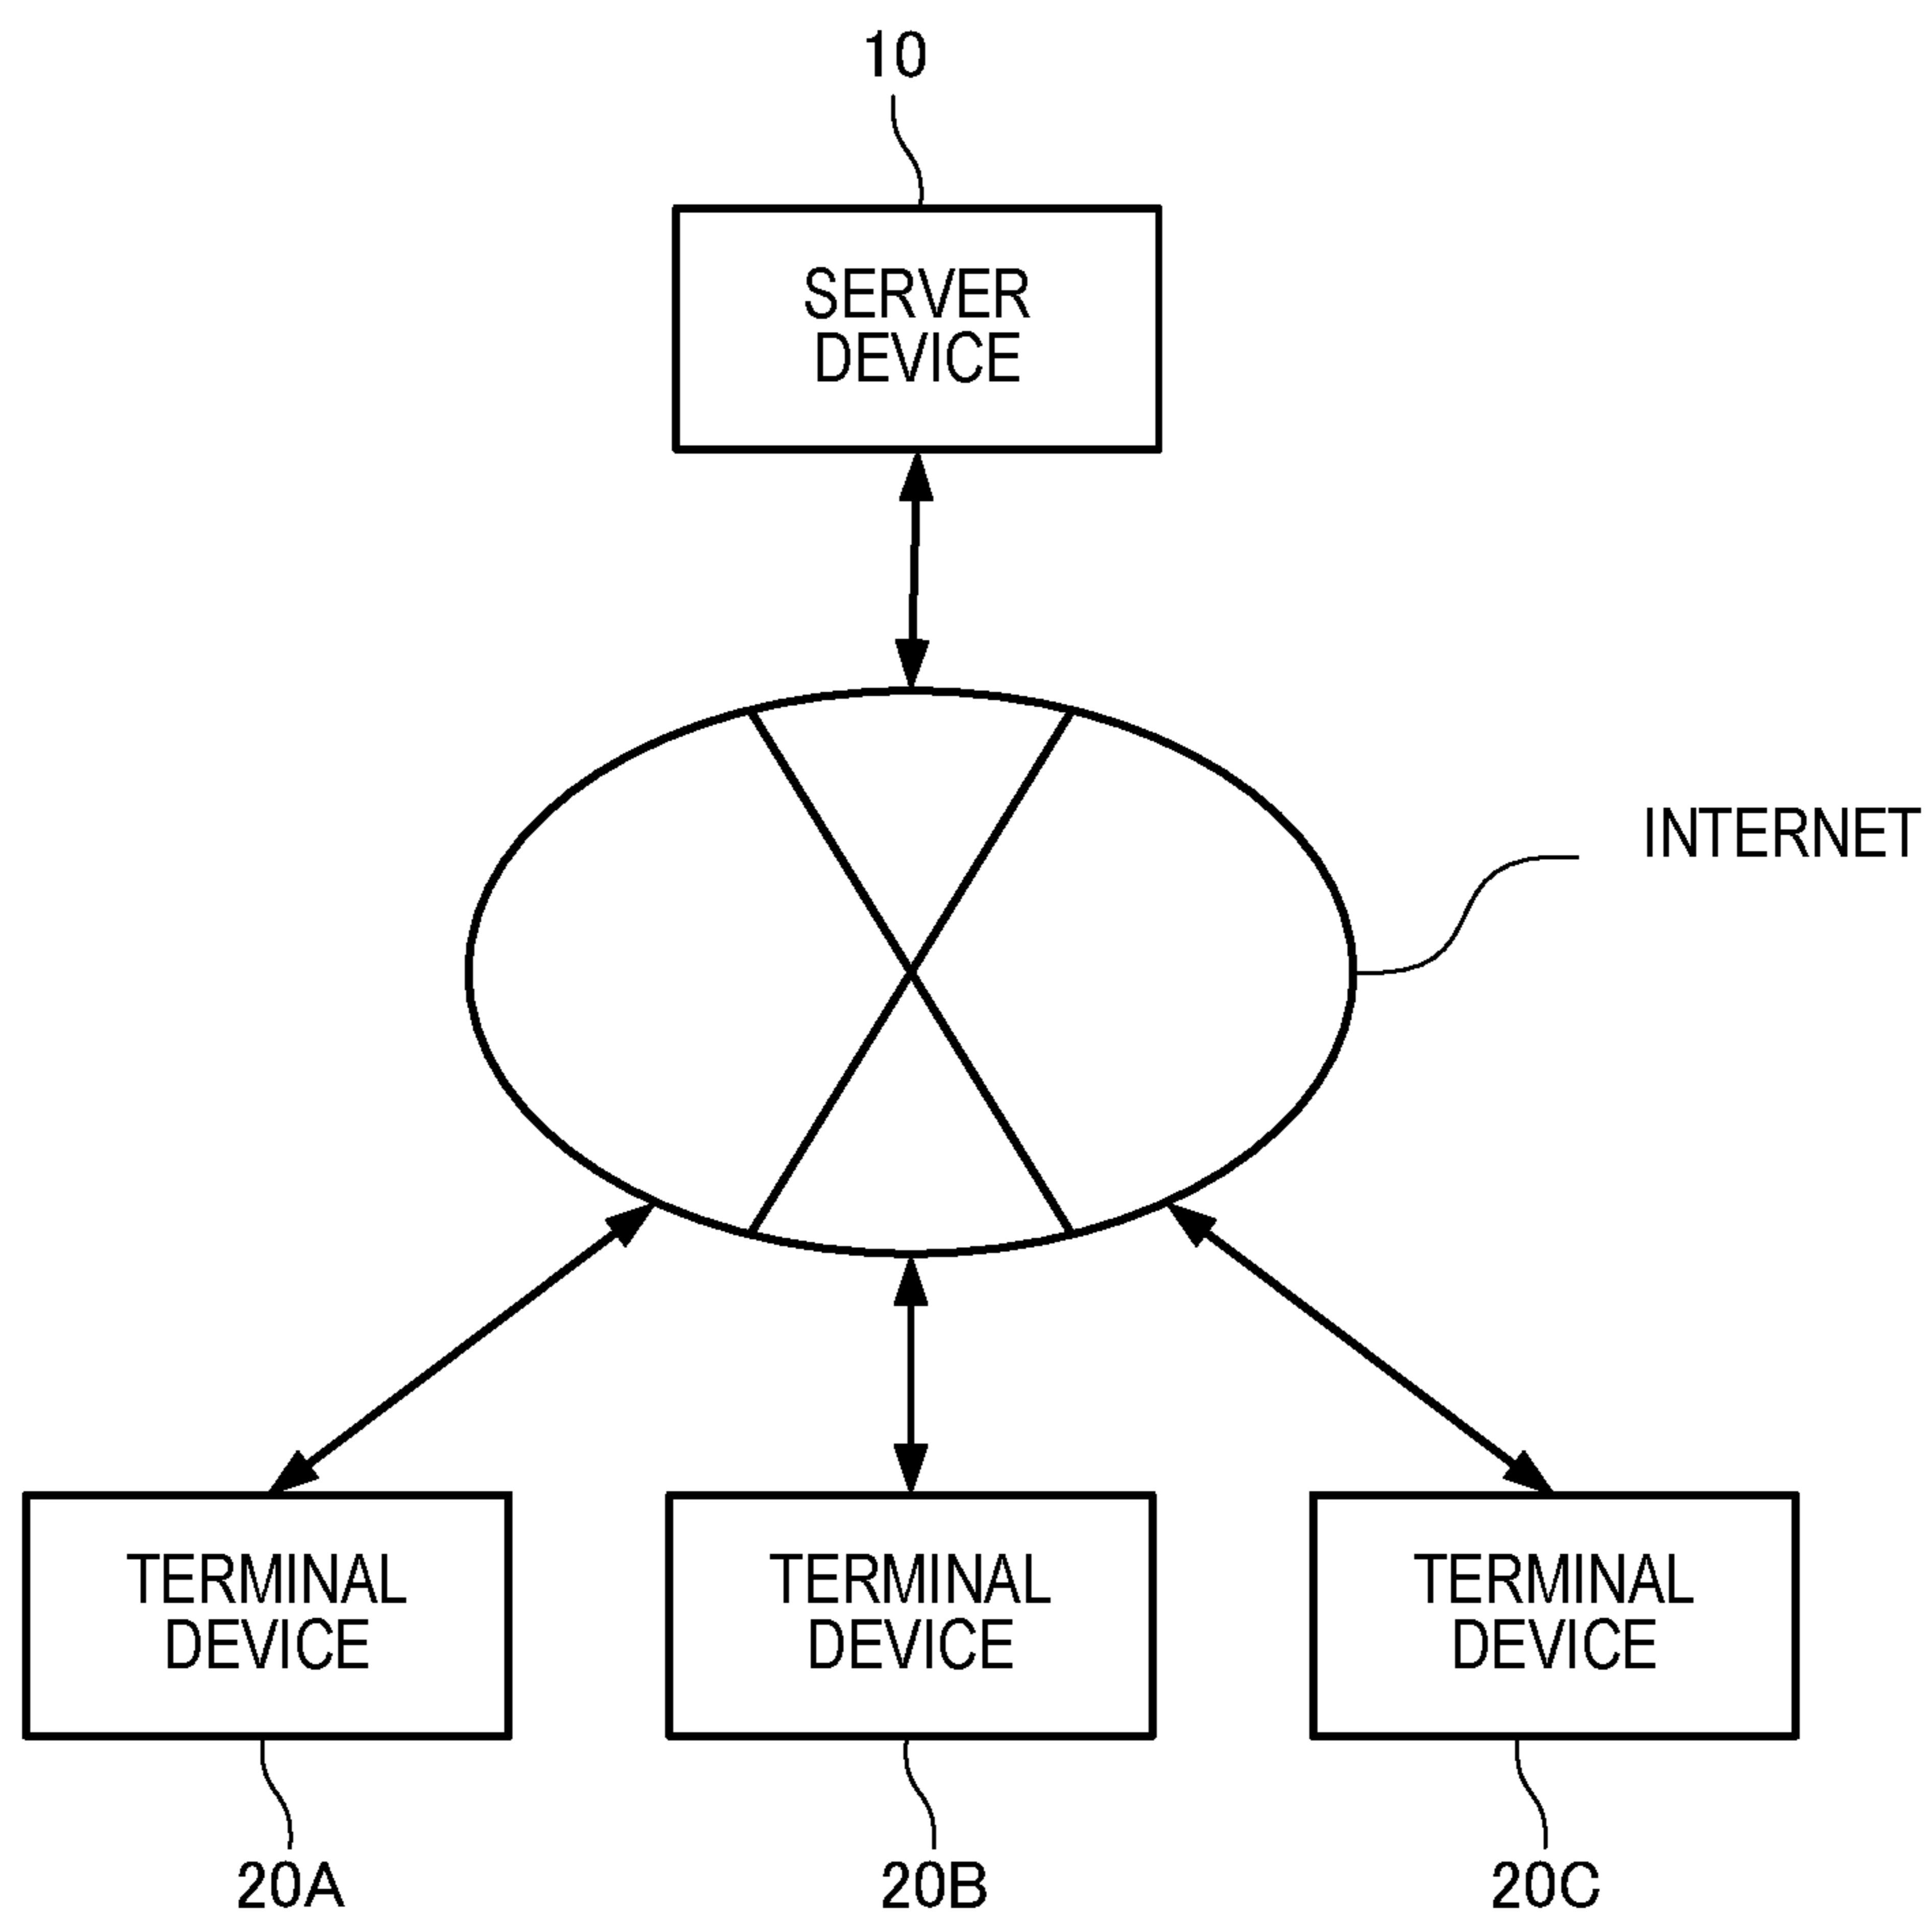 10
SERVER
DEVICE
INTERNET
TERMINAL
DEVICE
TERMINAL
DEVICE
TERMINAL
DEVICE
20A
20B
20C